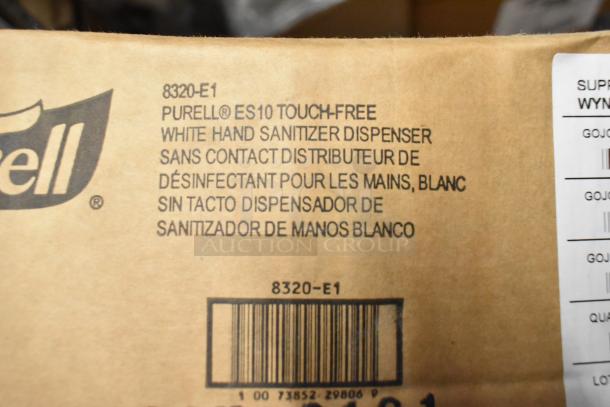 8320-E1
PURELL® ES10 TOUCH-FREE
WHITE HAND SANITIZER DISPENSER
SANS CONTACT DISTRIBUTEUR DE
DÉSINFECTANT POUR LES MAINS, BLANC
SIN TACTO DISPENSADOR DE
SANITIZADOR DE MANOS BLANCO
AUCTION GROUP
8320-E1
1 00 73852 29806 9
ell
®
SUPP
WYN
GOJO
GOJO
GOJ
QUA
LOT